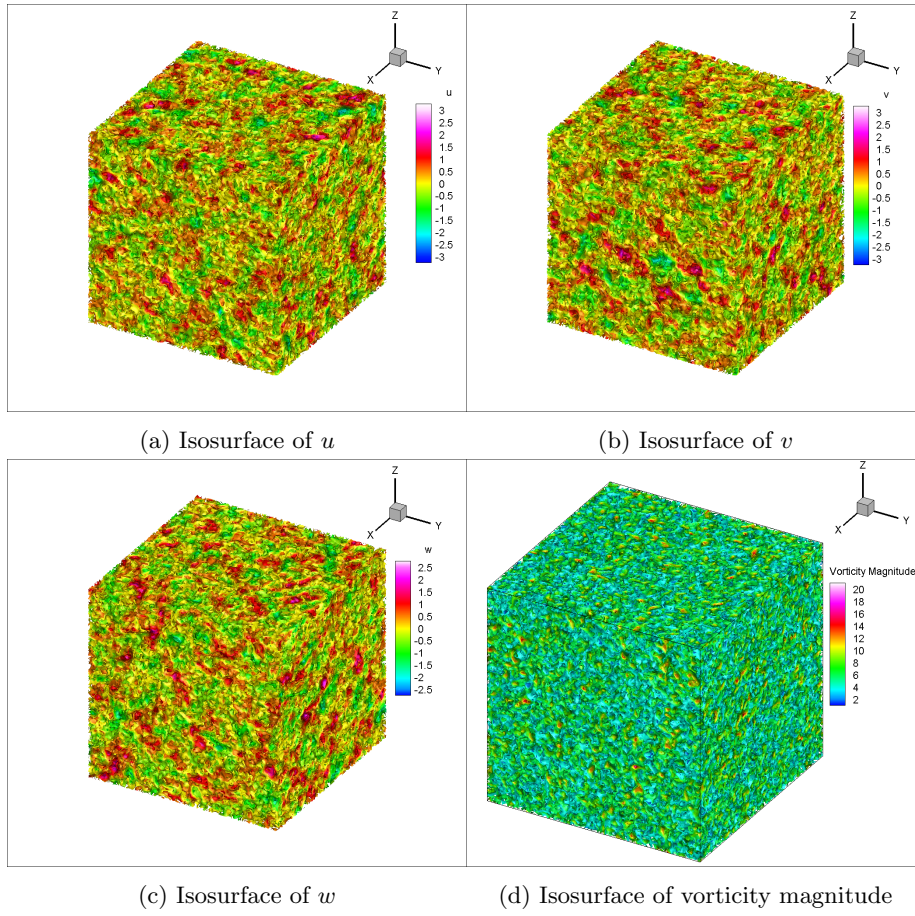 Z
X
Y
u
3
2.5
2
1.5
1
0.5
0
-0.5
-1
-1.5
-2
-2.5
-3
(a) Isosurface of u
Z
X
Y
v
3
2.5
2
1.5
1
0.5
0
-0.5
-1
-1.5
-2
-2.5
-3
(b) Isosurface of v
Z
X
Y
w
2.5
2
1.5
1
0.5
0
-0.5
-1
-1.5
-2
-2.5
(c) Isosurface of w
Z
X
Y
Vorticity Magnitude
20
18
16
14
12
10
8
6
4
2
(d) Isosurface of vorticity magnitude